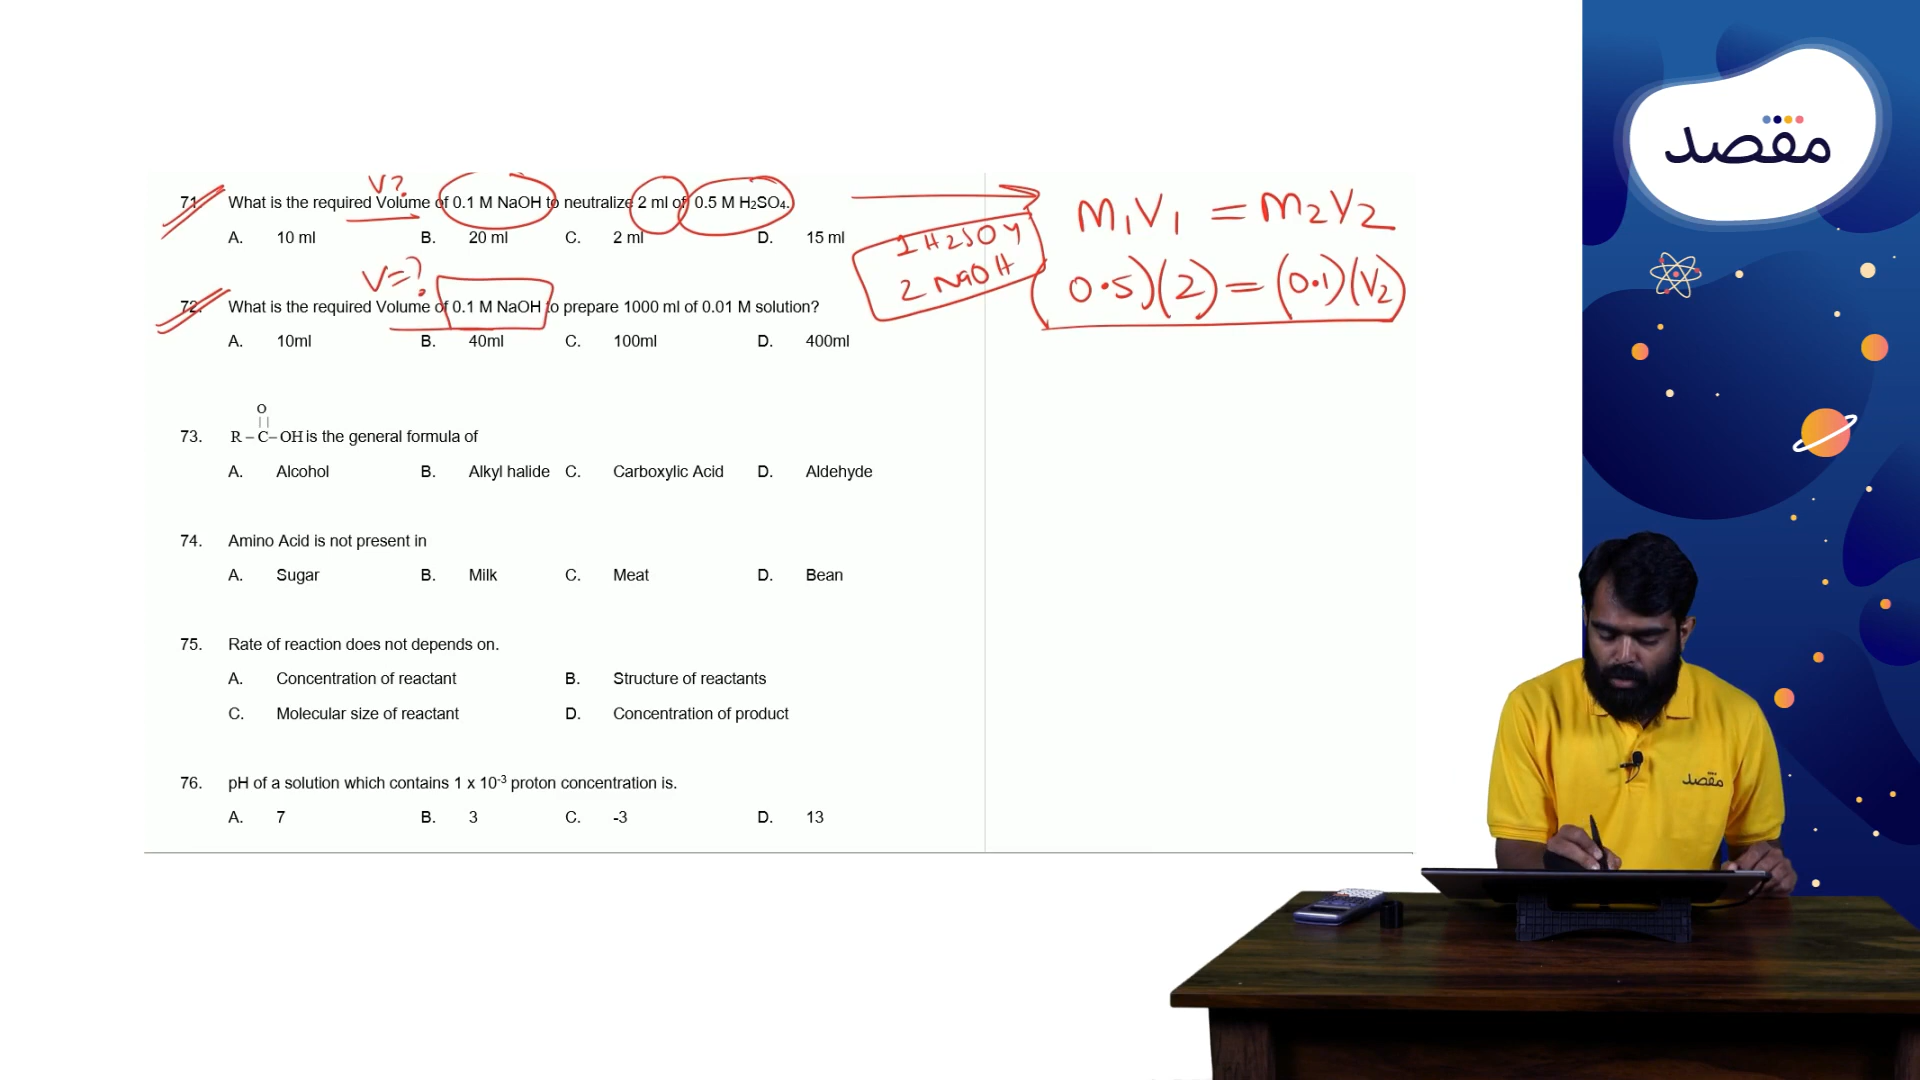 V?
71. What is the required Volume of 0.1 M NaOH to neutralize 2 ml of 0.5 M H₂SO₄.
A. 10 ml B. 20 ml C. 2 ml D. 15 ml
V=?
72. What is the required Volume of 0.1 M NaOH to prepare 1000 ml of 0.01 M solution?
A. 10ml B. 40ml C. 100ml D. 400ml
O
||
73. R – C– OH is the general formula of
A. Alcohol B. Alkyl halide C. Carboxylic Acid D. Aldehyde
74. Amino Acid is not present in
A. Sugar B. Milk C. Meat D. Bean
75. Rate of reaction does not depends on.
A. Concentration of reactant B. Structure of reactants
C. Molecular size of reactant D. Concentration of product
76. pH of a solution which contains 1 x 10⁻³ proton concentration is.
A. 7 B. 3 C. -3 D. 13
1 H2SO4
2 NaOH
M₁V₁ = M₂V₂
0.5)(2) = (0.1)(V₂)
مقصد
مقصد